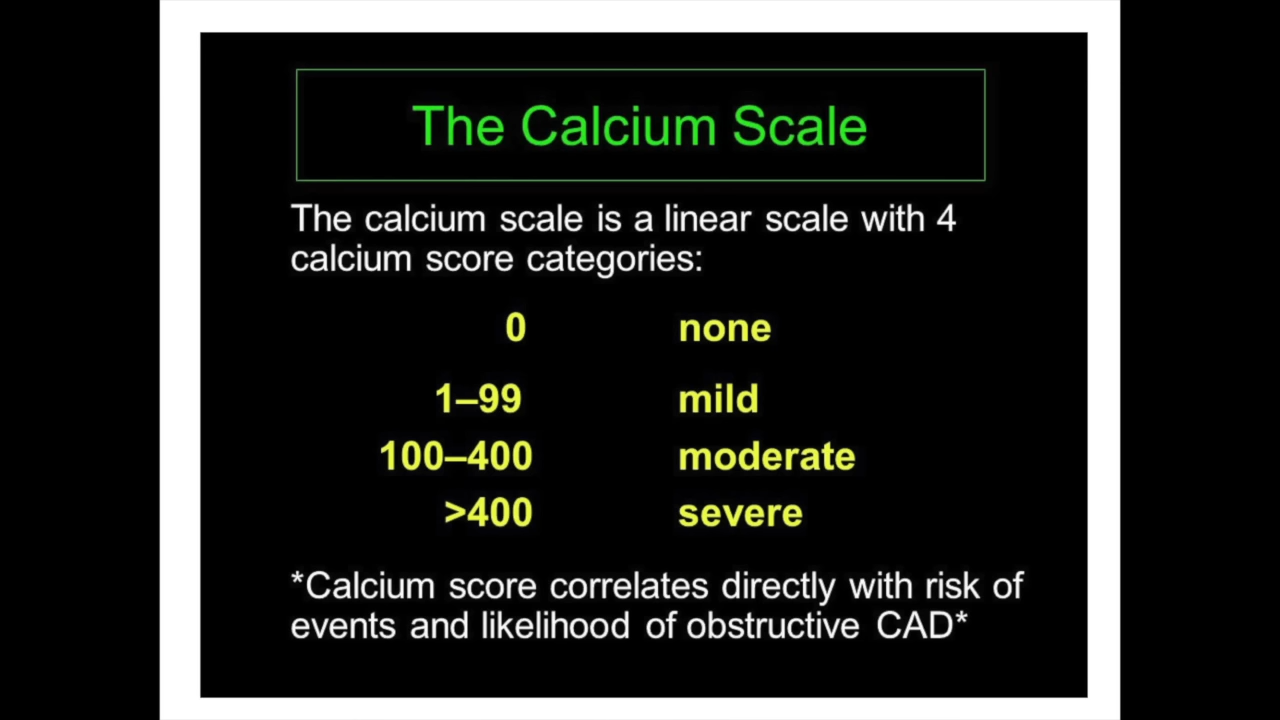 The Calcium Scale
The calcium scale is a linear scale with 4
calcium score categories:
0 none
1–99 mild
100–400 moderate
>400 severe
*Calcium score correlates directly with risk of
events and likelihood of obstructive CAD*